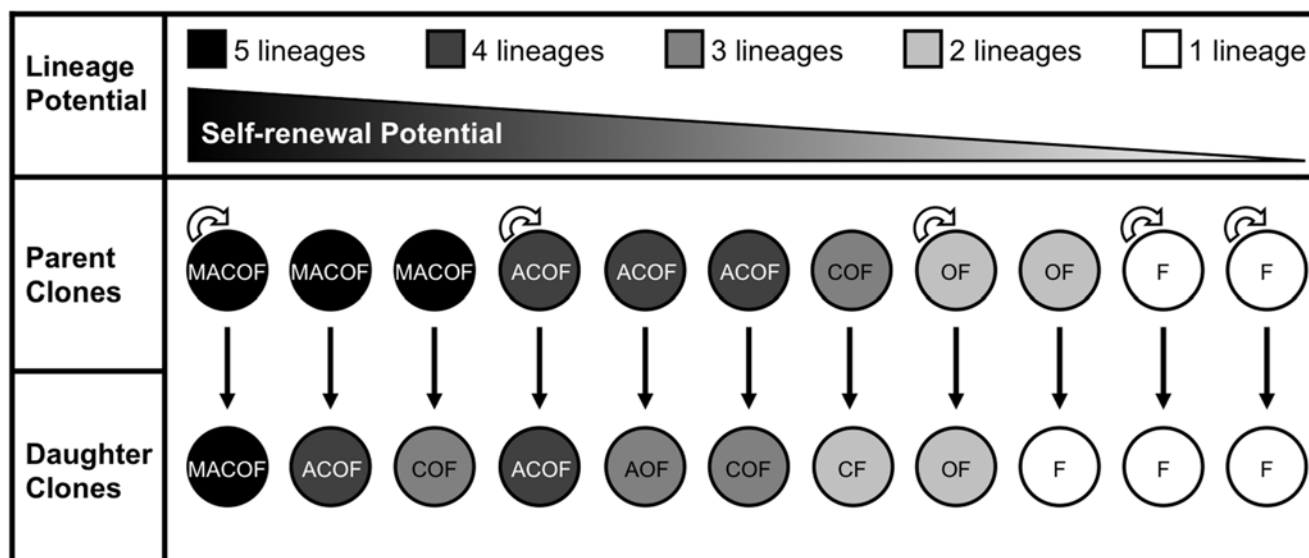 Lineage
Potential
5 lineages
4 lineages
3 lineages
2 lineages
1 lineage
Self-renewal Potential
Parent
Clones
MACOF MACOF MACOF ACOF ACOF ACOF COF OF OF F F
Daughter
Clones
MACOF ACOF COF ACOF AOF COF CF OF F F F